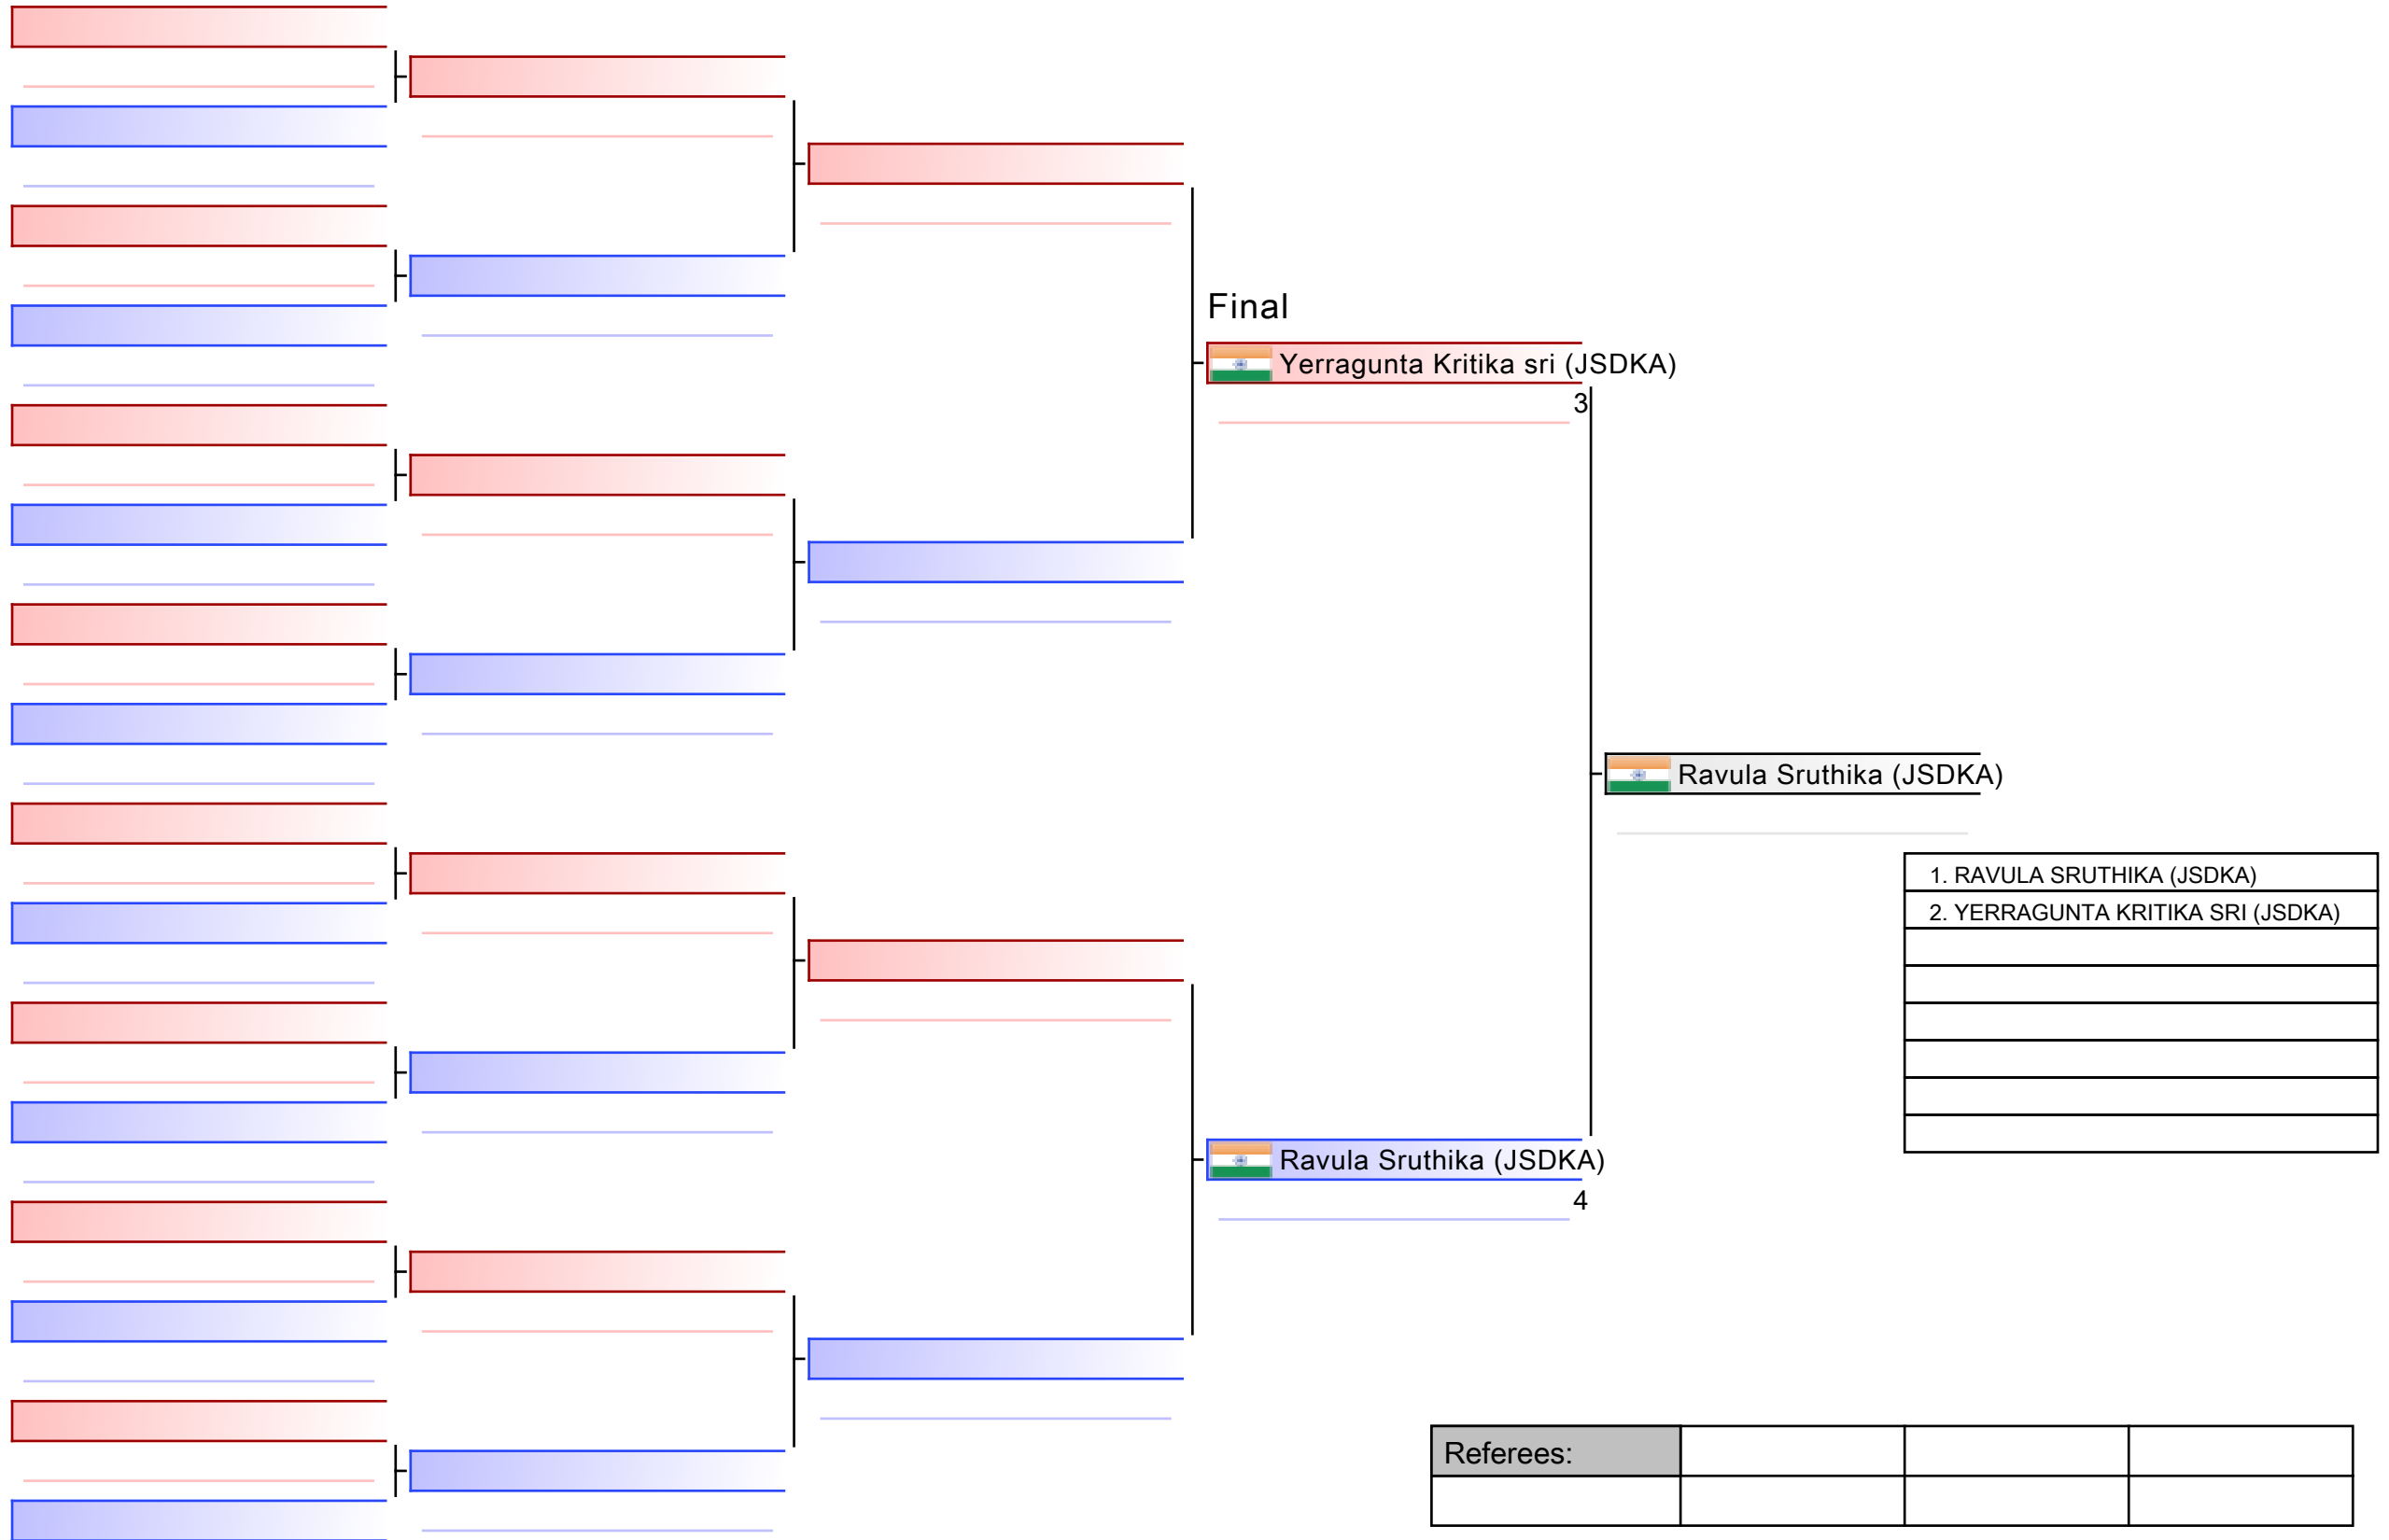 Final
Yerragunta Kritika sri (JSDKA)
3
Ravula Sruthika (JSDKA)
1. RAVULA SRUTHIKA (JSDKA)
2. YERRAGUNTA KRITIKA SRI (JSDKA)
Ravula Sruthika (JSDKA)
4
Referees: